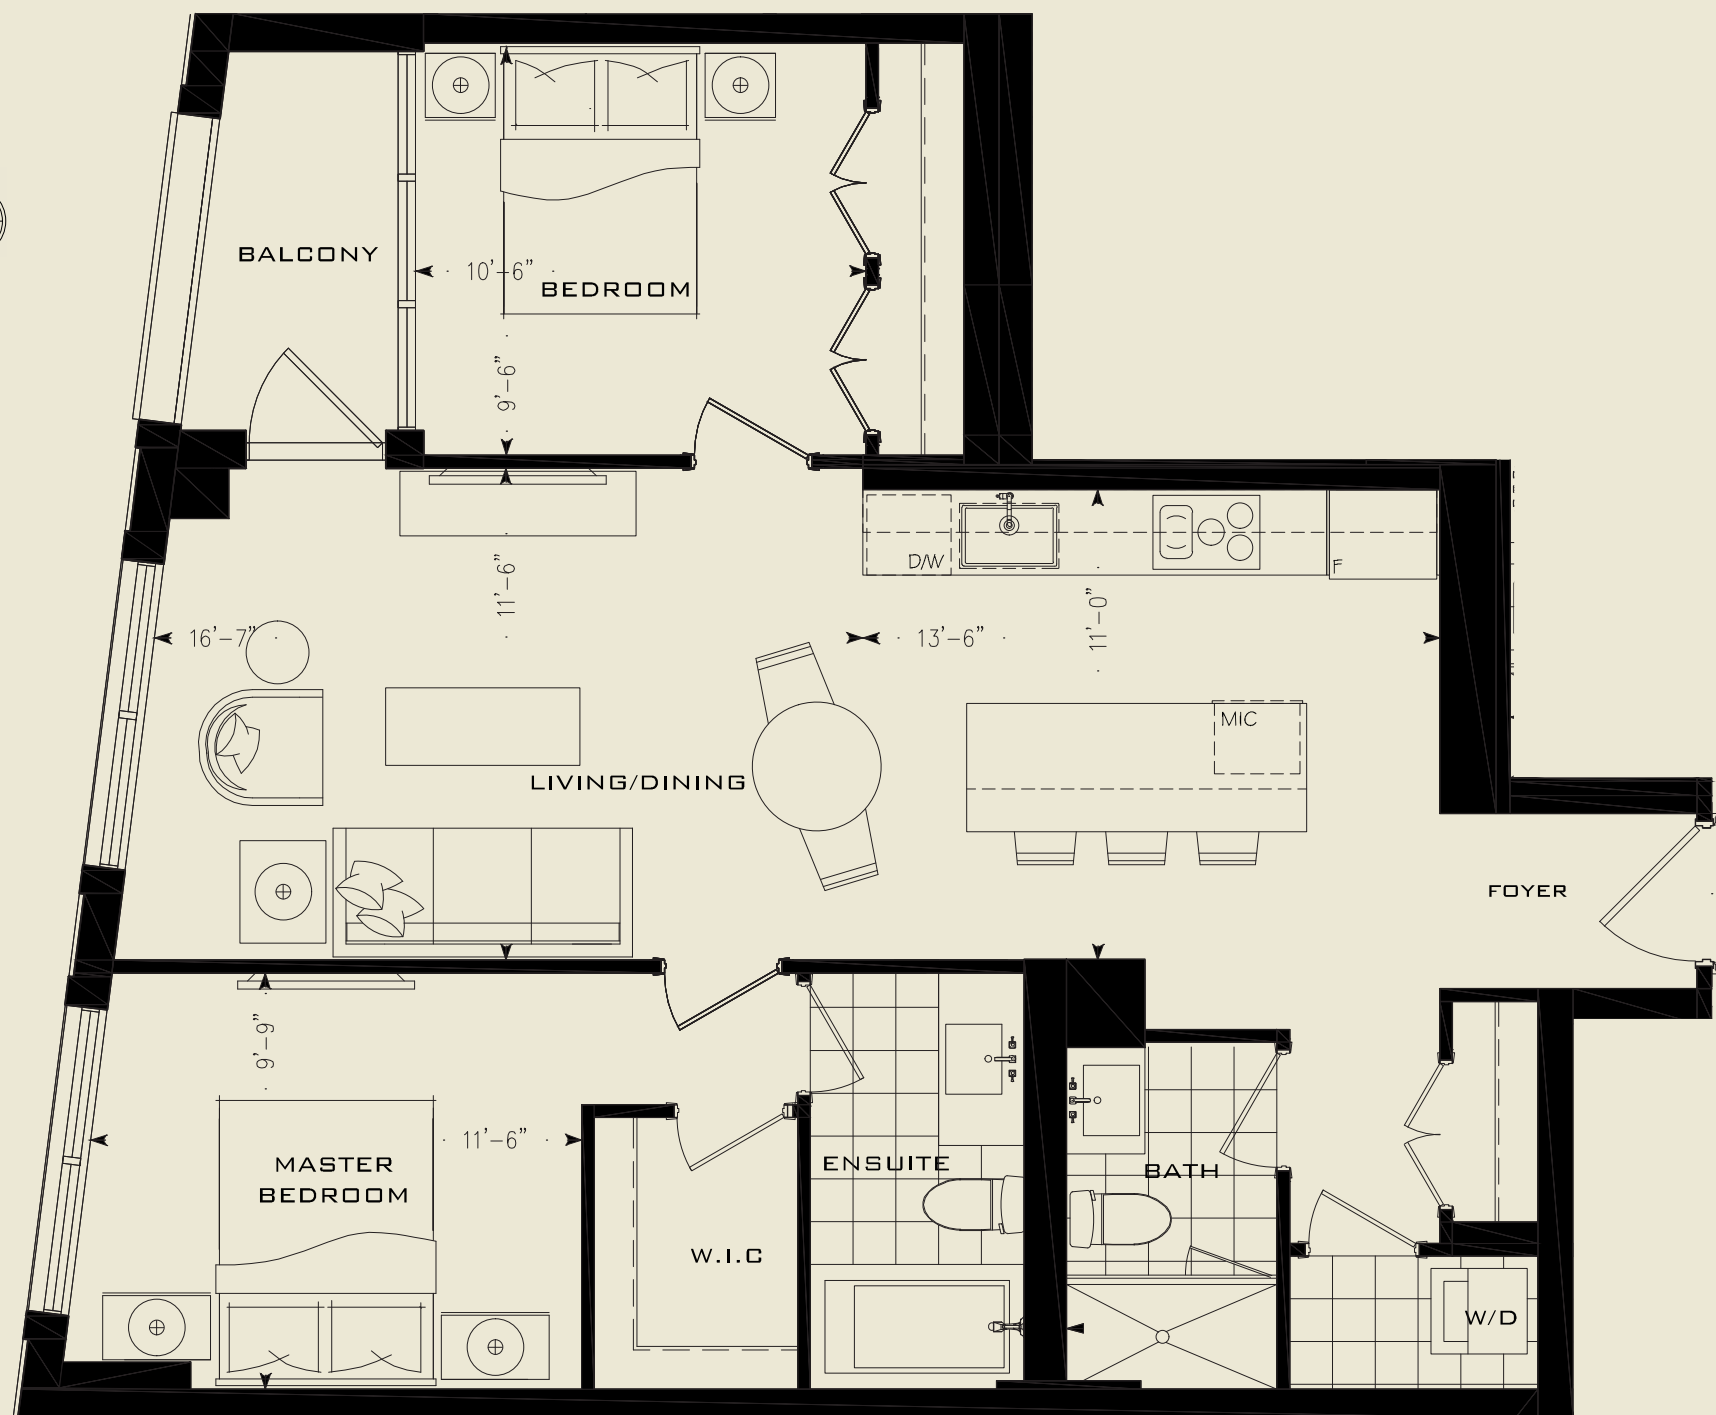 BALCONY
10'-6"
BEDROOM
9'-6"
11'-6"
D/W
F
16'-7"
13'-6"
11'-0"
MIC
LIVING/DINING
FOYER
9'-9"
11'-6"
MASTER
BEDROOM
ENSUITE
BATH
W.I.C
W/D